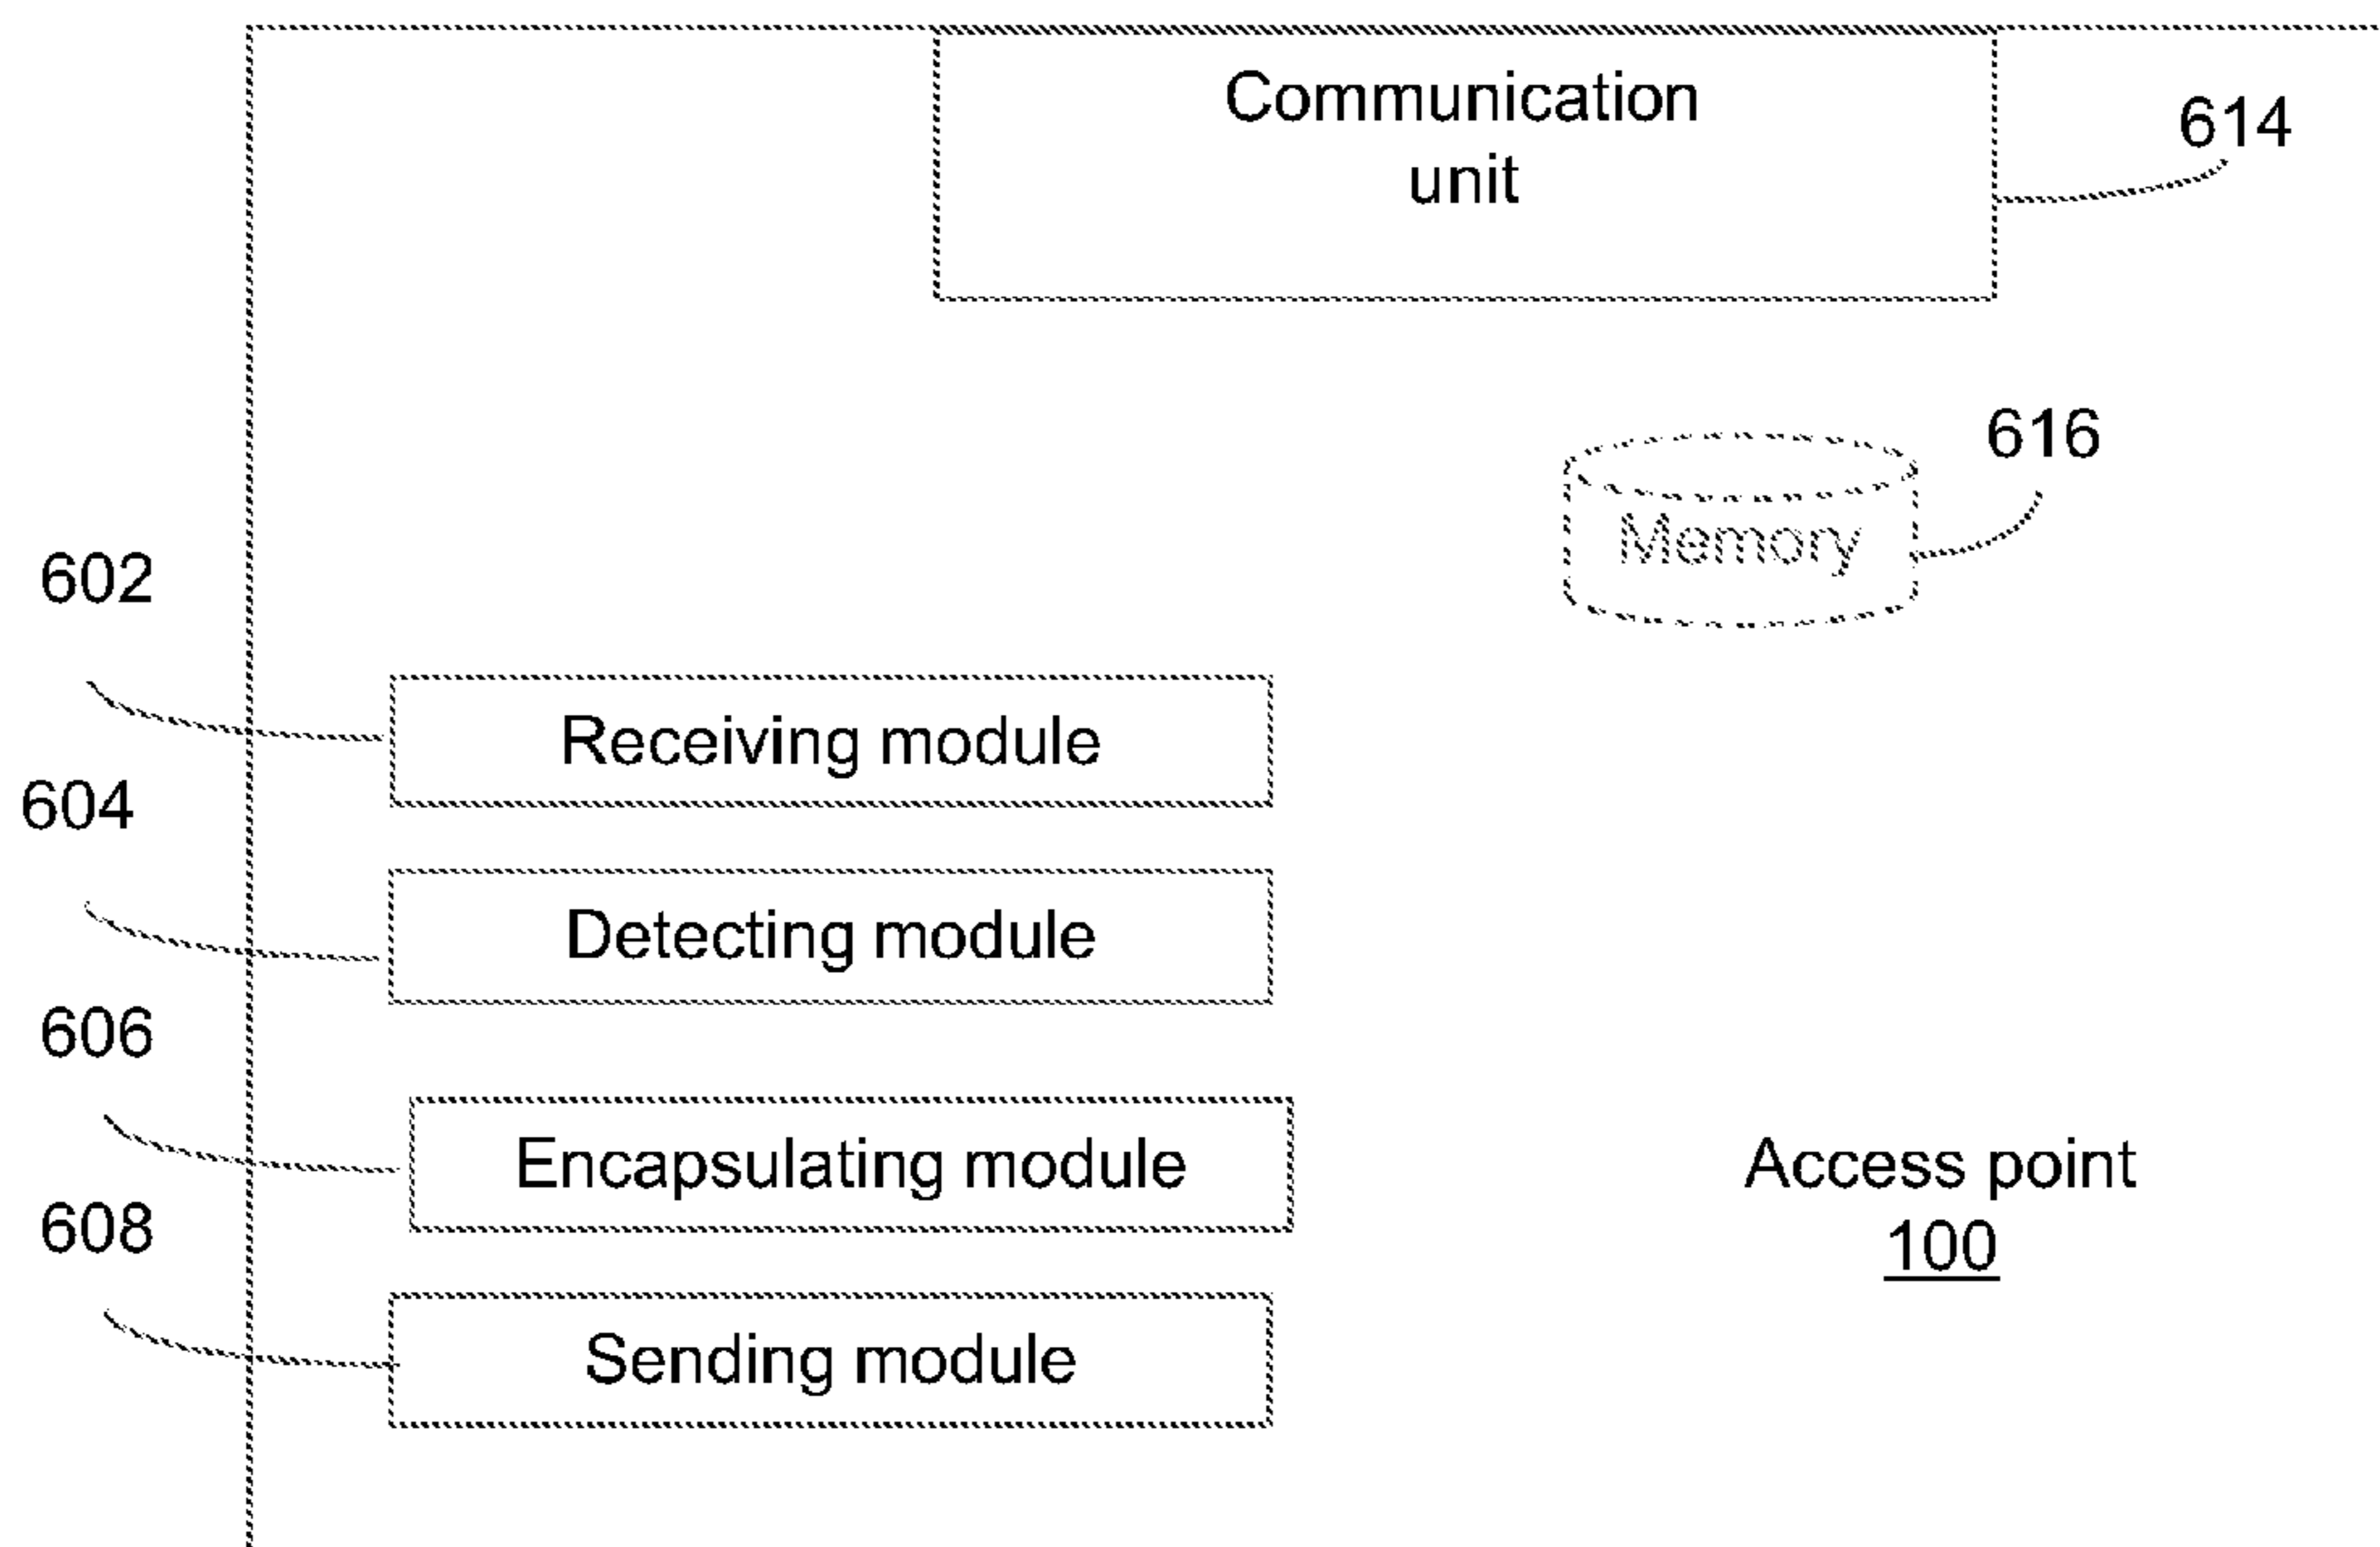 Communication
unit
614
616
Memory
602
Receiving module
604
Detecting module
606
Encapsulating module
608
Sending module
Access point
100